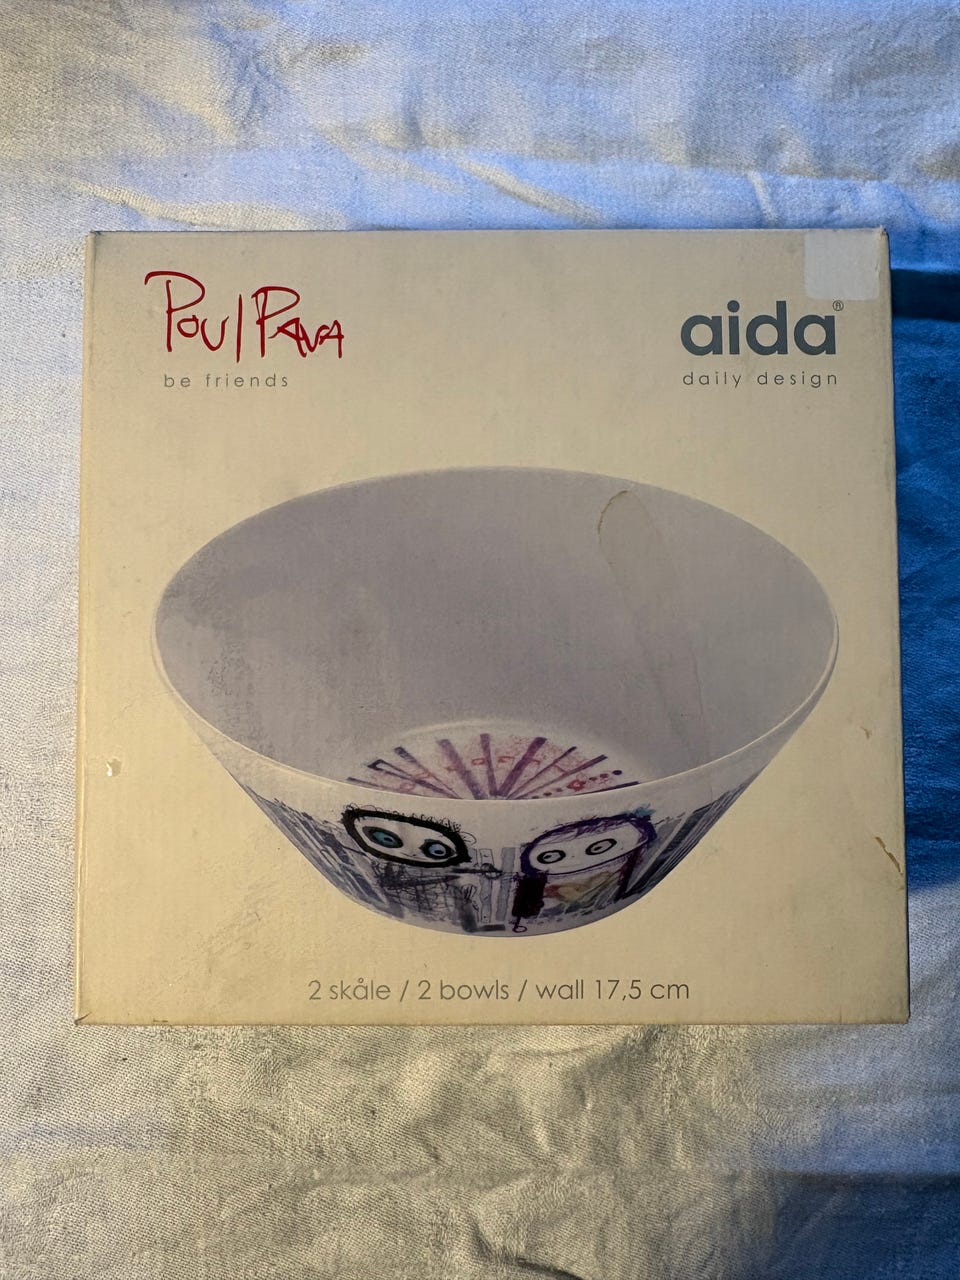 Poul Pava
be friends
aida®
daily design
2 skåle / 2 bowls / wall 17,5 cm